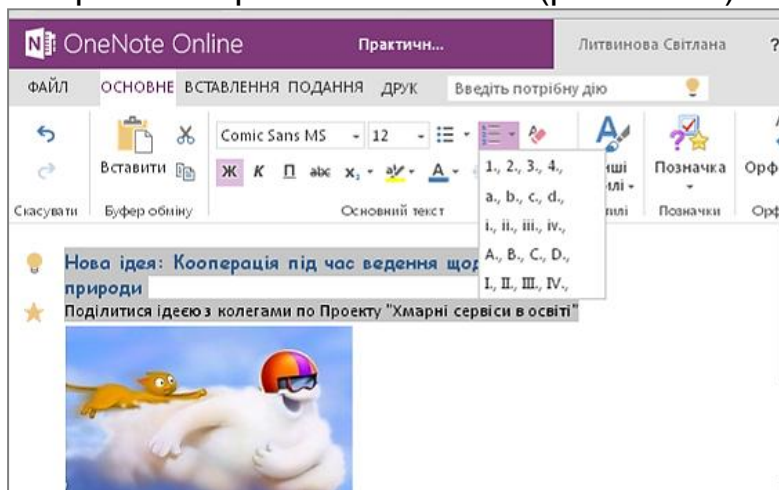 OneNote Online Практичн... Литвинова Світлана ?
ФАЙЛ ОСНОВНЕ ВСТАВЛЕННЯ ПОДАННЯ ДРУК Введіть потрібну дію
Comic Sans MS 12
Вставити
Ж К П abc x, ab A
Позначка
Скасувати Буфер обміну Основний текст Позначки
1., 2., 3., 4.,
a., b., c., d.,
i., ii., iii., iv.,
A., B., C., D.,
I., II., III., IV.,
Нова ідея: Кооперація під час ведення
природи
Поділитися ідеєю з колегами по Проекту "Хмарні сервіси в освіті"